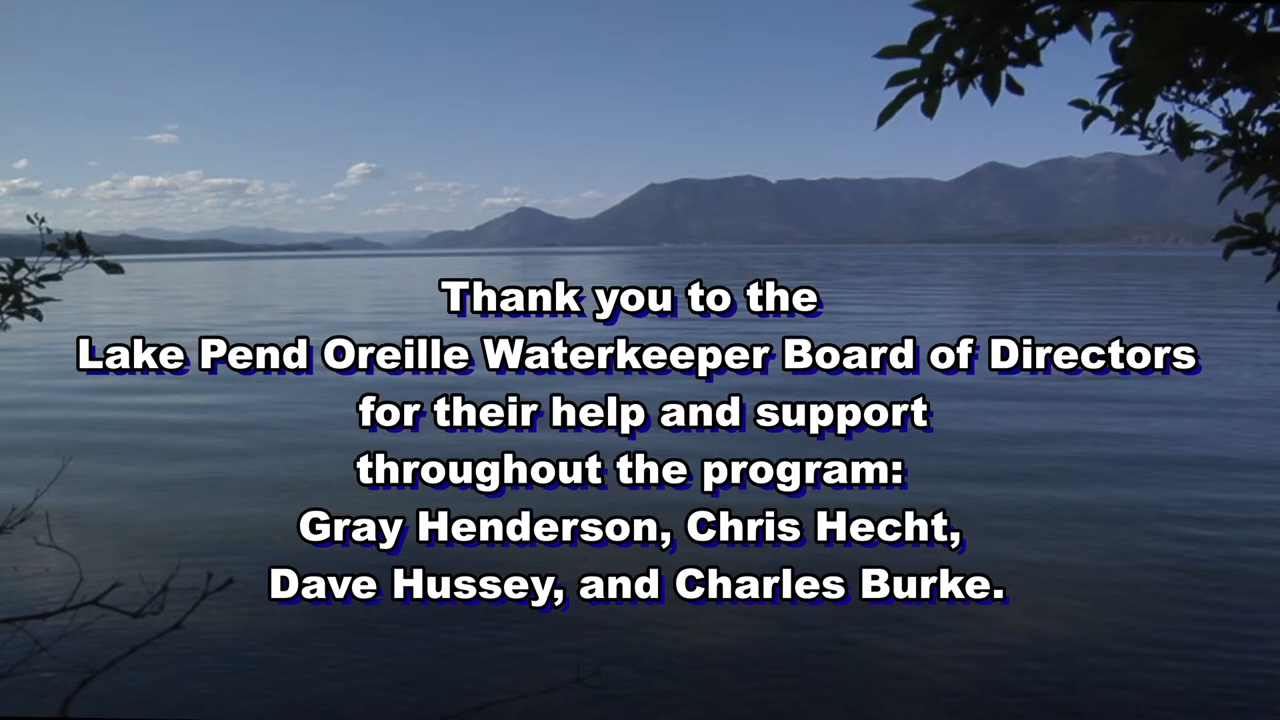 Thank you to the
Lake Pend Oreille Waterkeeper Board of Directors
for their help and support
throughout the program:
Gray Henderson, Chris Hecht,
Dave Hussey, and Charles Burke.